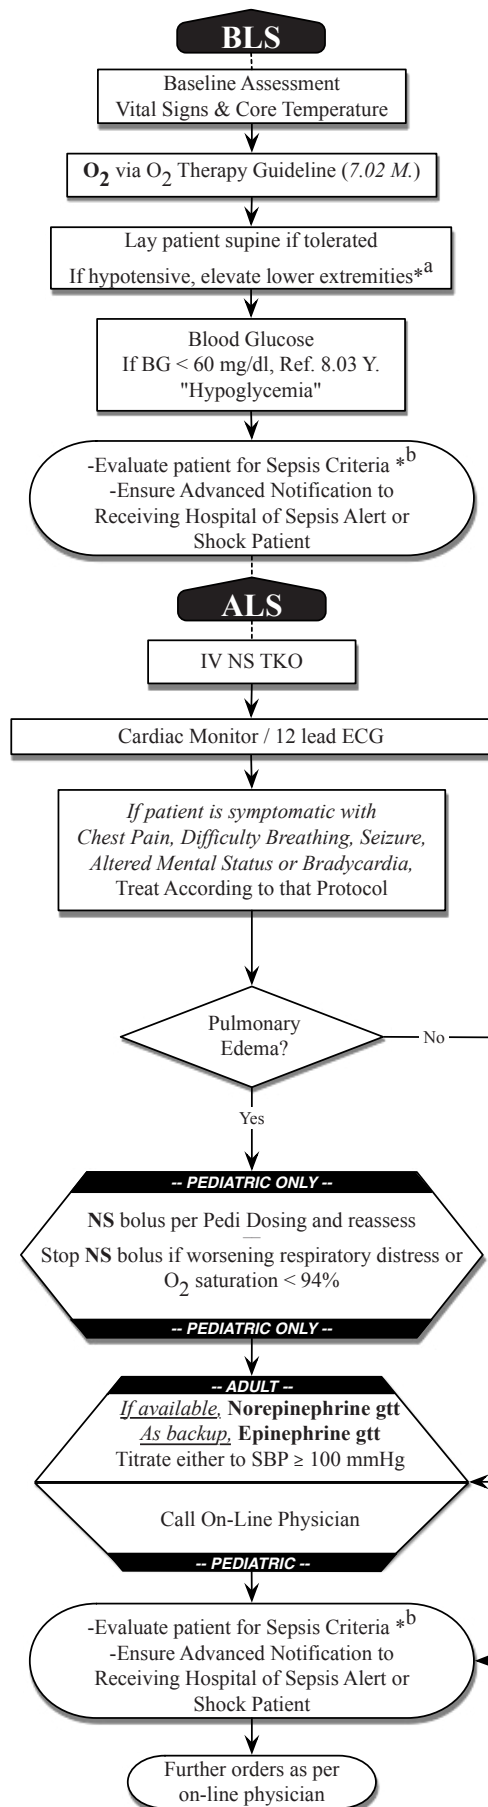 BLS
Baseline Assessment
Vital Signs & Core Temperature
O2 via O2 Therapy Guideline (7.02 M.)
Lay patient supine if tolerated
If hypotensive, elevate lower extremities*a
Blood Glucose
If BG < 60 mg/dl, Ref. 8.03 Y.
"Hypoglycemia"
-Evaluate patient for Sepsis Criteria *b
-Ensure Advanced Notification to
Receiving Hospital of Sepsis Alert or
Shock Patient
ALS
IV NS TKO
Cardiac Monitor / 12 lead ECG
If patient is symptomatic with
Chest Pain, Difficulty Breathing, Seizure,
Altered Mental Status or Bradycardia,
Treat According to that Protocol
Pulmonary
Edema?
No
Yes
-- PEDIATRIC ONLY --
NS bolus per Pedi Dosing and reassess
Stop NS bolus if worsening respiratory distress or
O2 saturation < 94%
-- PEDIATRIC ONLY --
-- ADULT --
If available, Norepinephrine gtt
As backup, Epinephrine gtt
Titrate either to SBP ≥ 100 mmHg
Call On-Line Physician
-- PEDIATRIC --
-Evaluate patient for Sepsis Criteria *b
-Ensure Advanced Notification to
Receiving Hospital of Sepsis Alert or
Shock Patient
Further orders as per
on-line physician